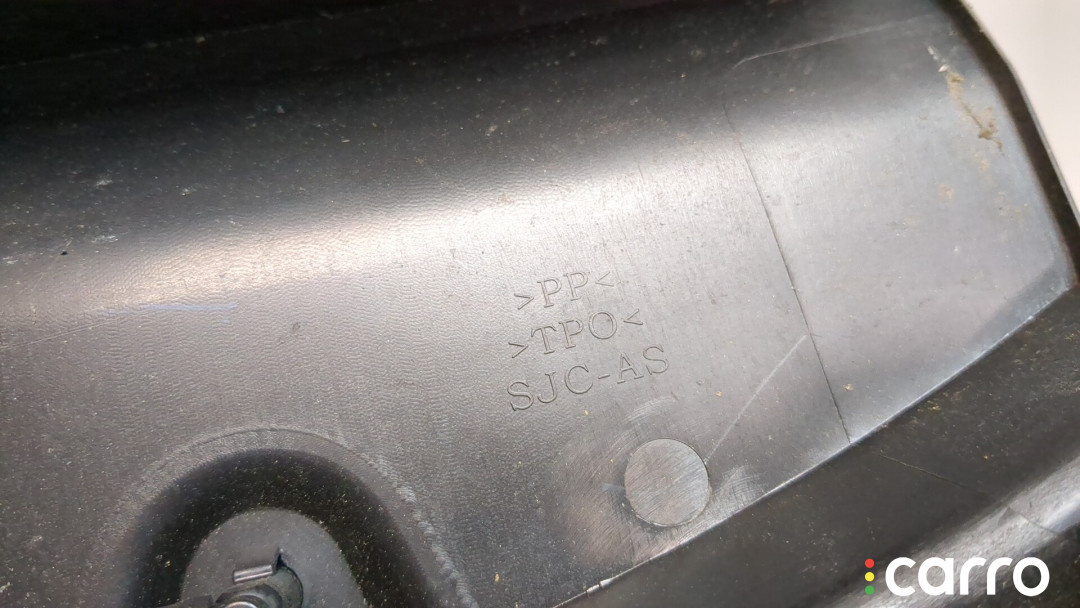 >PP<
>TPO<
SJC-AS
carro